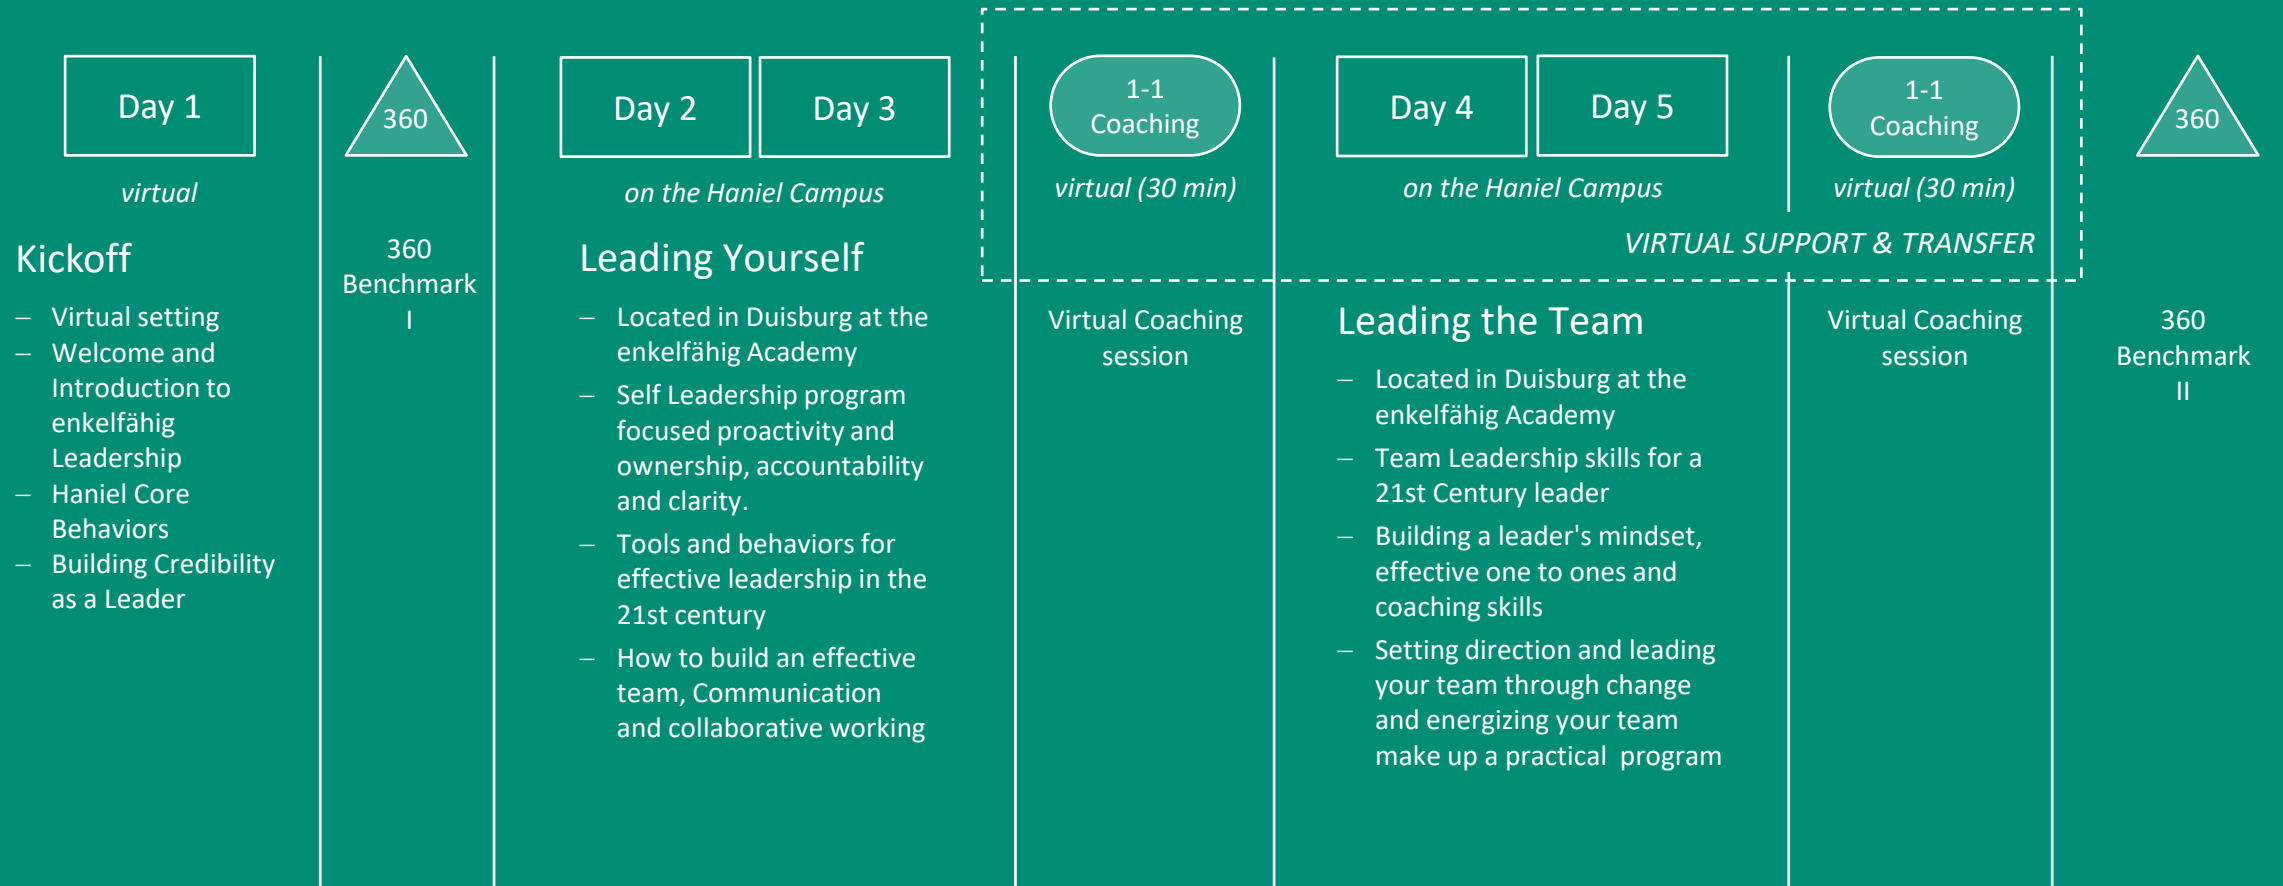 Day 1
virtual
Kickoff
– Virtual setting
– Welcome and
Introduction to
enkelfähig
Leadership
– Haniel Core
Behaviors
– Building Credibility
as a Leader
360
360
Benchmark
I
Day 2
Day 3
on the Haniel Campus
Leading Yourself
– Located in Duisburg at the
enkelfähig Academy
– Self Leadership program
focused proactivity and
ownership, accountability
and clarity.
– Tools and behaviors for
effective leadership in the
21st century
– How to build an effective
team, Communication
and collaborative working
1-1
Coaching
virtual (30 min)
Virtual Coaching
session
Day 4
Day 5
on the Haniel Campus
VIRTUAL SUPPORT & TRANSFER
Leading the Team
– Located in Duisburg at the
enkelfähig Academy
– Team Leadership skills for a
21st Century leader
– Building a leader's mindset,
effective one to ones and
coaching skills
– Setting direction and leading
your team through change
and energizing your team
make up a practical  program
1-1
Coaching
virtual (30 min)
Virtual Coaching
session
360
360
Benchmark
II